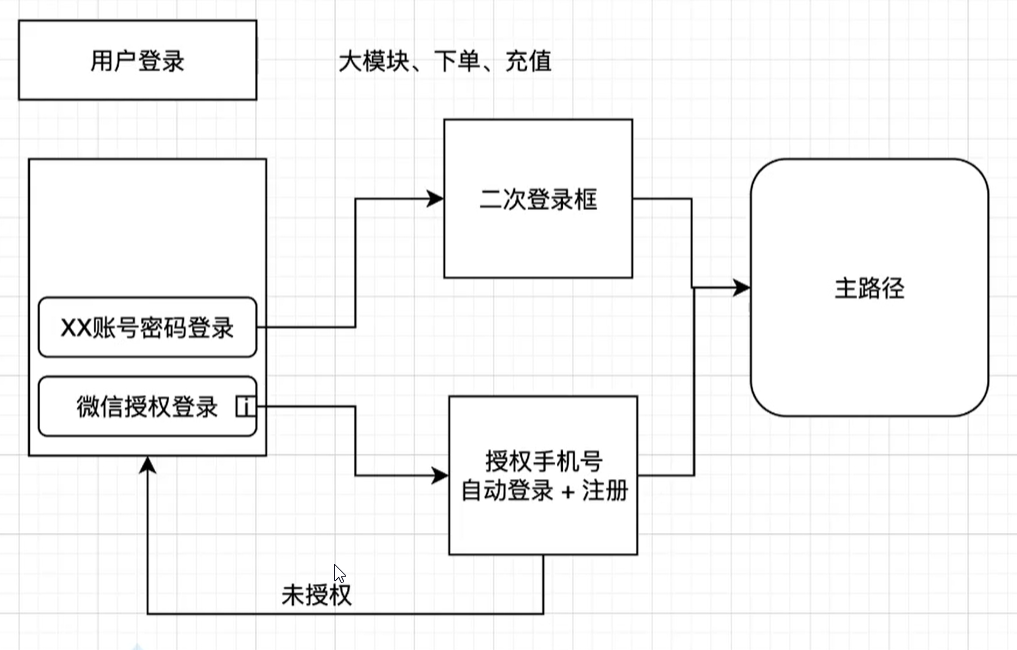 用户登录
大模块、下单、充值
二次登录框
主路径
XX账号密码登录
微信授权登录 i
授权手机号
自动登录 + 注册
未授权